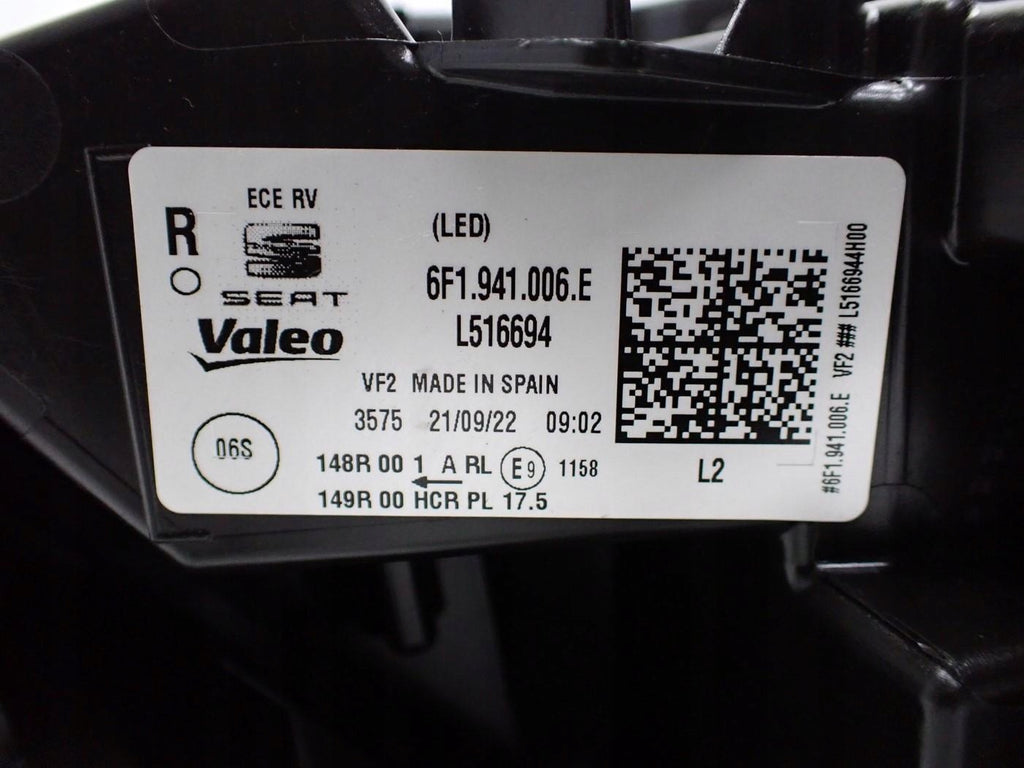 R
ECE RV
SEAT
Valeo
(LED)
6F1.941.006.E
L516694
VF2 MADE IN SPAIN
3575 21/09/22 09:02
06S
148R 00 1 A RL E9 1158
149R 00 HCR PL 17.5
L2
#6F1.941.006.E VF2 ### L5166944H00